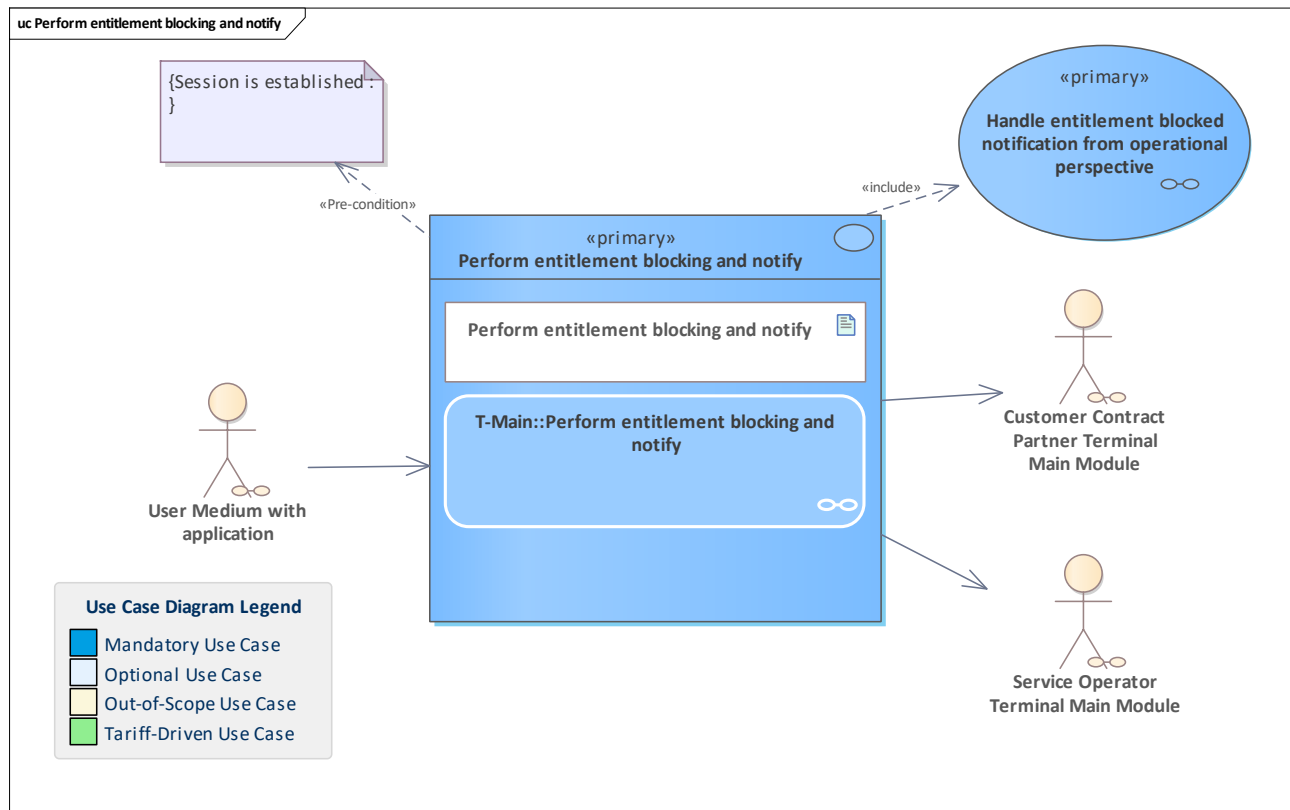 uc Perform entitlement blocking and notify
{Session is established :
}
«primary»
Handle entitlement blocked
notification from operational
perspective
«include»
«Pre-condition»
«primary»
Perform entitlement blocking and notify
Perform entitlement blocking and notify
T-Main::Perform entitlement blocking and
notify
User Medium with
application
Customer Contract
Partner Terminal
Main Module
Service Operator
Terminal Main Module
Use Case Diagram Legend
Mandatory Use Case
Optional Use Case
Out-of-Scope Use Case
Tariff-Driven Use Case